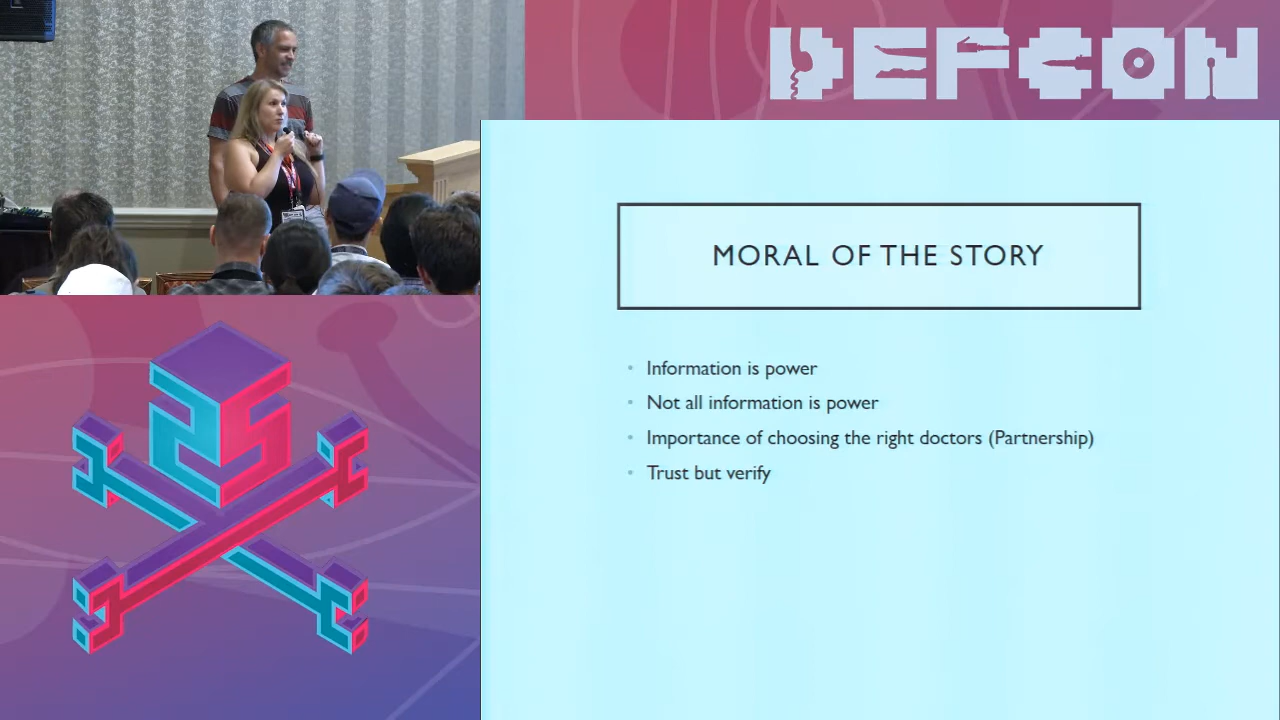 DEFCON
MORAL OF THE STORY
Information is power
Not all information is power
Importance of choosing the right doctors (Partnership)
Trust but verify